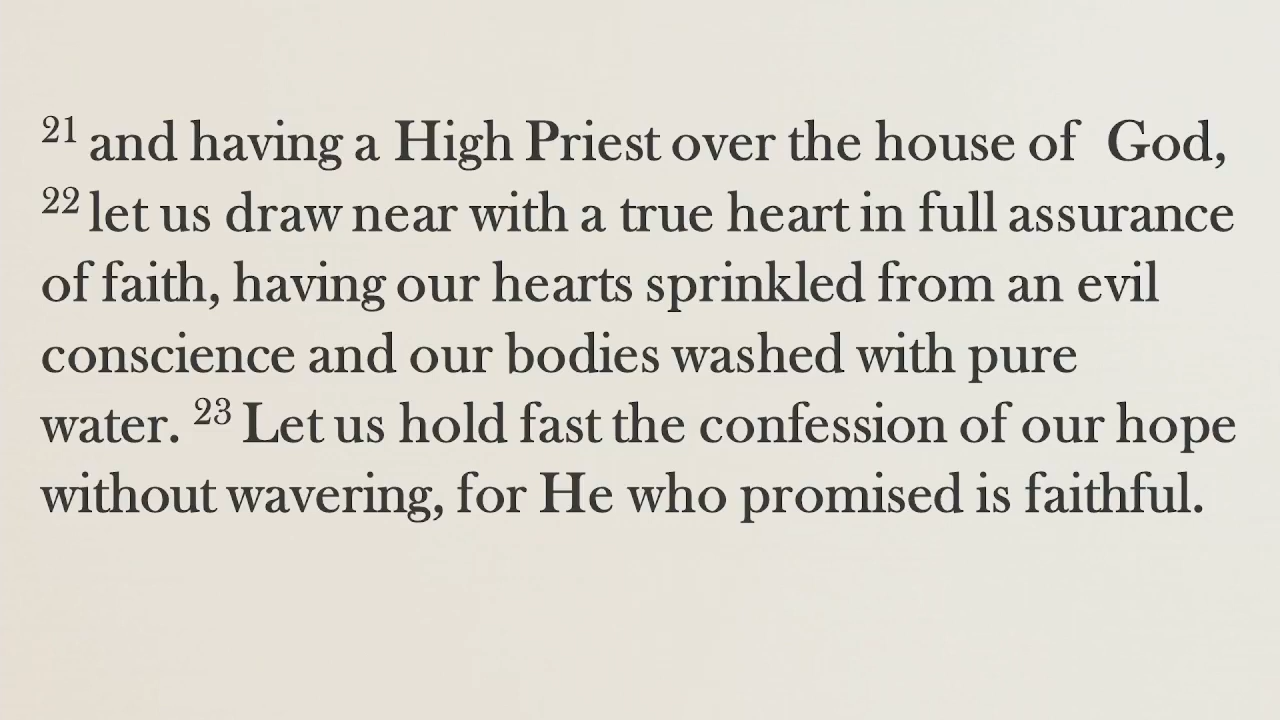 21 and having a High Priest over the house of God,
22 let us draw near with a true heart in full assurance
of faith, having our hearts sprinkled from an evil
conscience and our bodies washed with pure
water. 23 Let us hold fast the confession of our hope
without wavering, for He who promised is faithful.